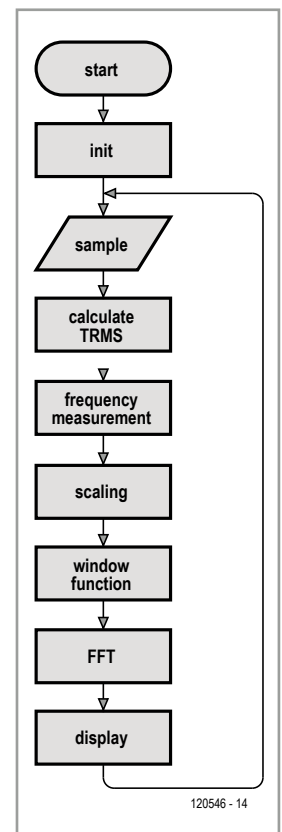 start
init
sample
calculate
TRMS
frequency
measurement
scaling
window
function
FFT
display
120546 - 14